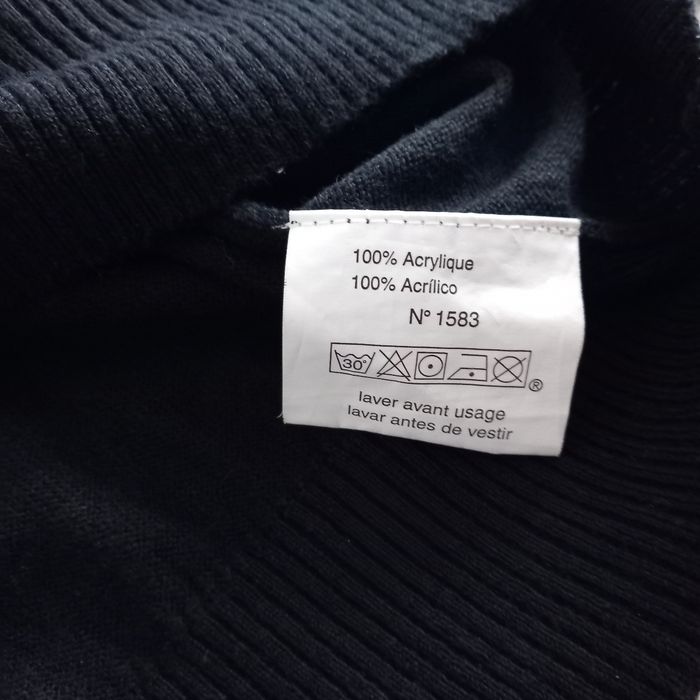 100% Acrylique
100% Acrílico
N° 1583
30°
®
laver avant usage
lavar antes de vestir